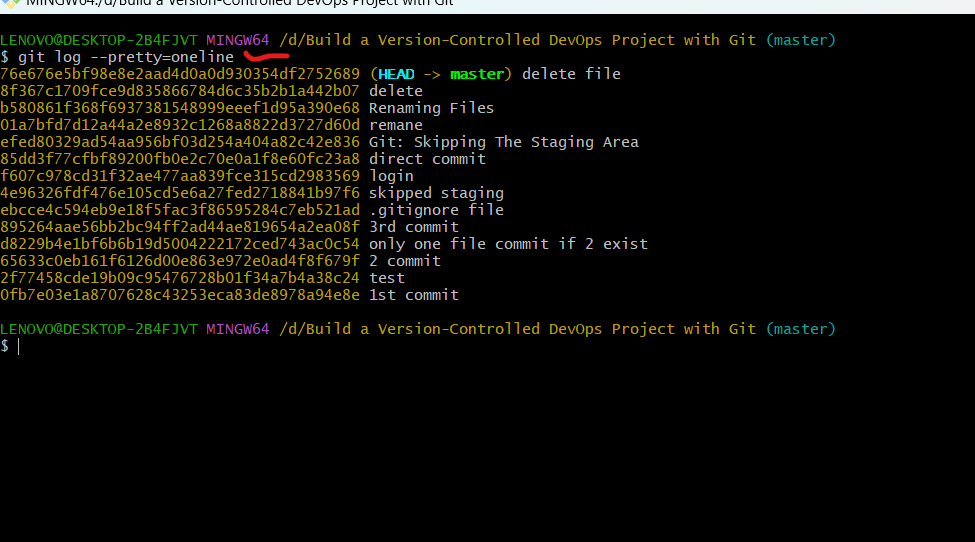 MINGW64:/d/Build a Version-Controlled DevOps Project with Git
LENOVO@DESKTOP-2B4FJVT MINGW64 /d/Build a Version-Controlled DevOps Project with Git (master)
$ git log --pretty=oneline
76e676e5bf98e8e2aad4d0a0d930354df2752689 (HEAD -> master) delete file
8f367c1709fce9d835866784d6c35b2b1a442b07 delete
b580861f368f6937381548999eeef1d95a390e68 Renaming Files
01a7bfd7d12a44a2e8932c1268a8822d3727d60d remane
efed80329ad54aa956bf03d254a404a82c42e836 Git: Skipping The Staging Area
85dd3f77cfbf89200fb0e2c70e0a1f8e60fc23a8 direct commit
f607c978cd31f32ae477aa839fce315cd2983569 login
4e96326fdf476e105cd5e6a27fed2718841b97f6 skipped staging
ebcce4c594eb9e18f5fac3f86595284c7eb521ad .gitignore file
895264aae56bb2bc94ff2ad44ae819654a2ea08f 3rd commit
d8229b4e1bf6b6b19d5004222172ced743ac0c54 only one file commit if 2 exist
65633c0eb161f6126d00e863e972e0ad4f8f679f 2 commit
2f77458cde19b09c95476728b01f34a7b4a38c24 test
0fb7e03e1a8707628c43253eca83de8978a94e8e 1st commit
LENOVO@DESKTOP-2B4FJVT MINGW64 /d/Build a Version-Controlled DevOps Project with Git (master)
$